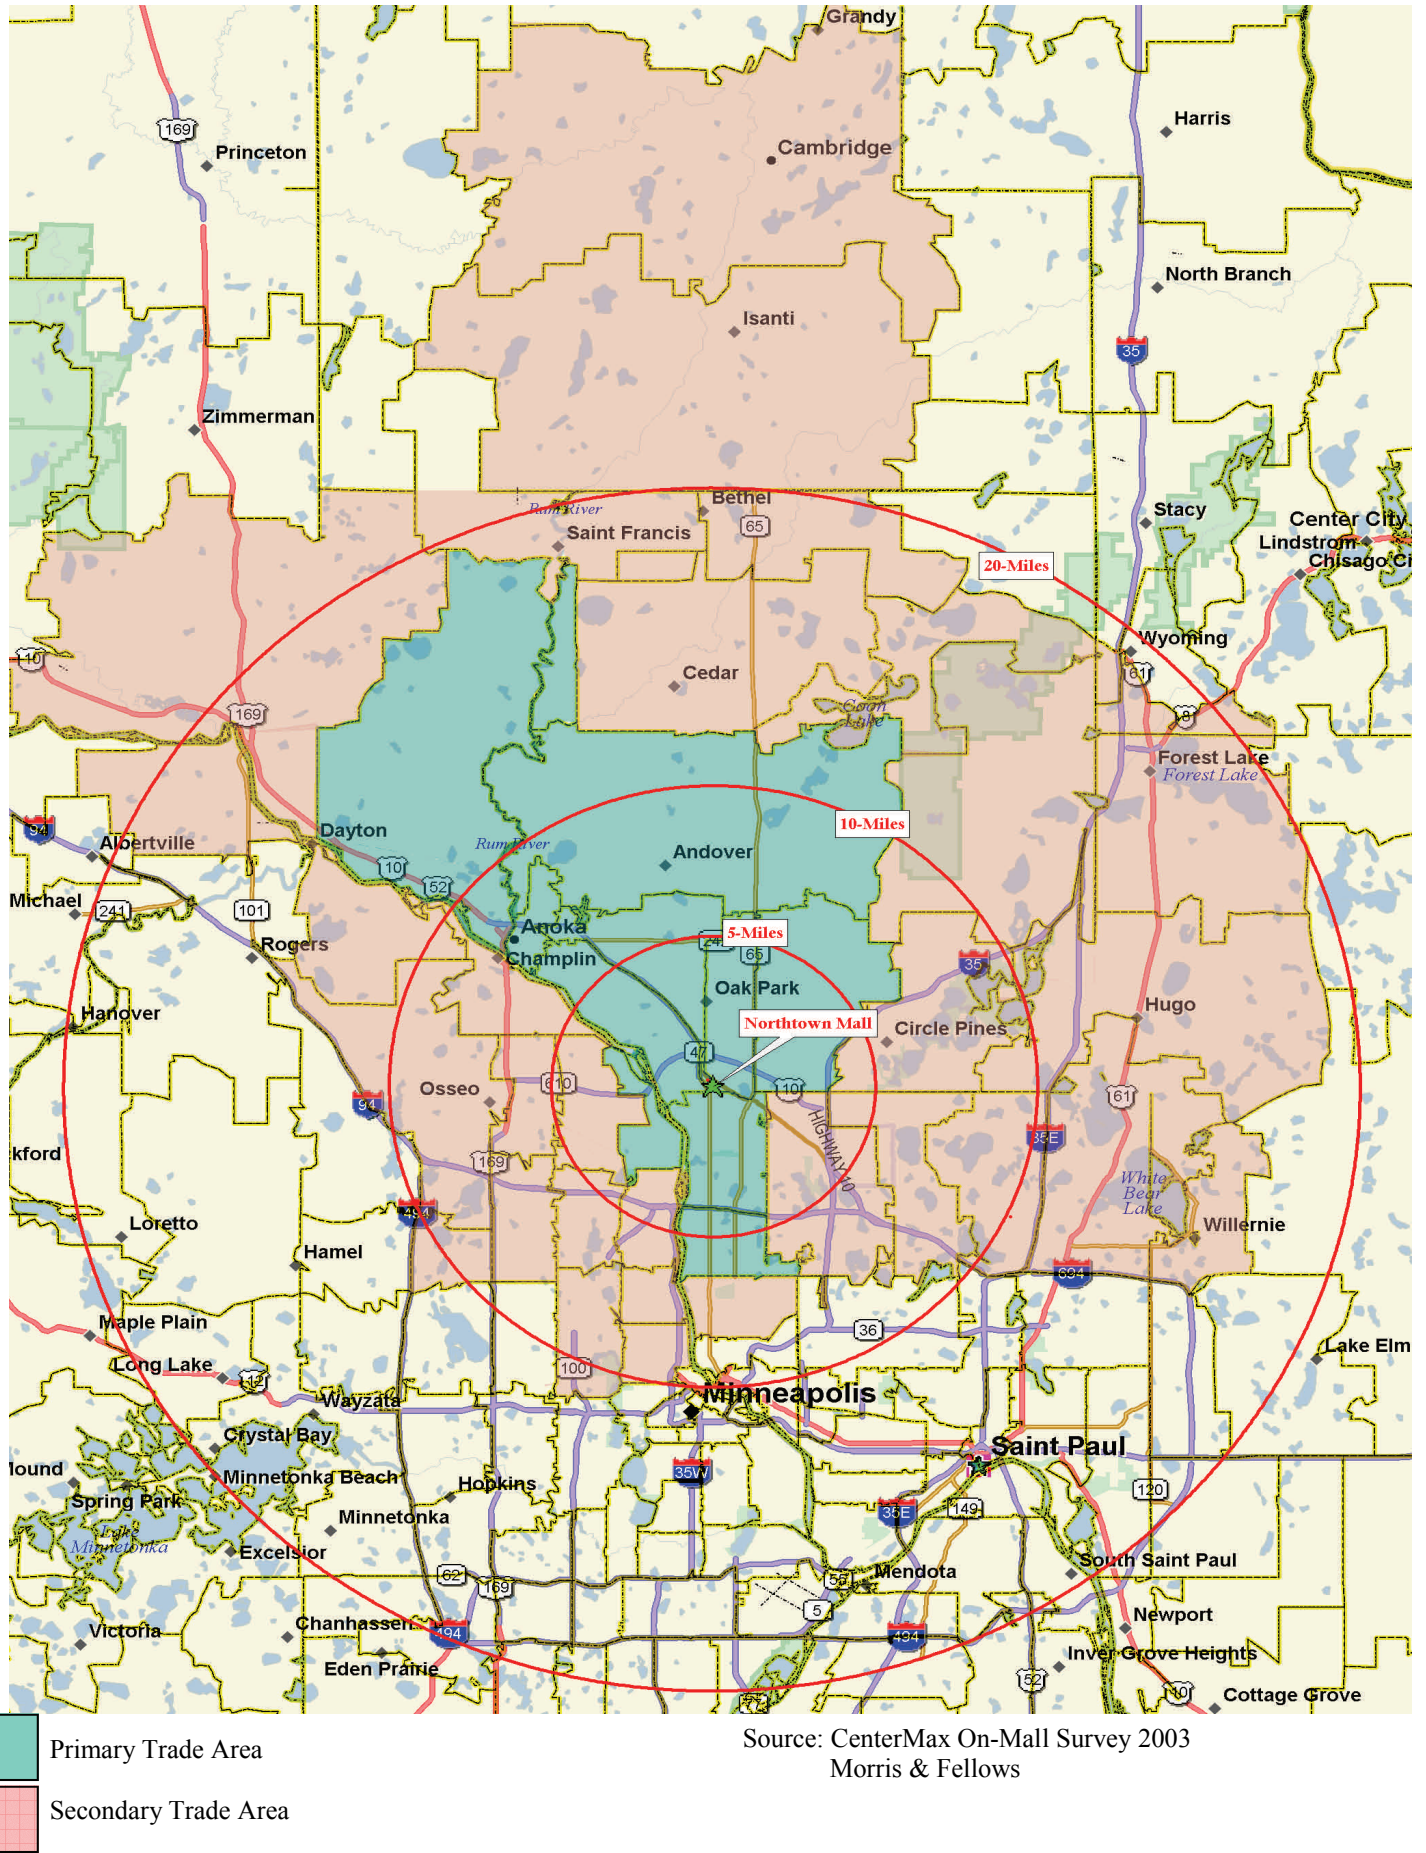 Grandy
Harris
169
Cambridge
Princeton
North Branch
Isanti
35
Zimmerman
Bethel
Rum River
Stacy
65
Saint Francis
Center City
Lindstrom
20-Miles
Chisago Ci
Wyoming
10
61
Cedar
Coon
Lake
169
8
Forest Lake
Forest Lake
94
10-Miles
Dayton
Albertville
Rum River
Andover
10
52
Michael
241
101
Anoka
5-Miles
24
65
Rogers
Champlin
35
Oak Park
Hugo
Hanover
Northtown Mall
Circle Pines
47
610
Osseo
10
61
94
HIGHWAY 10
35E
kford
169
White
Bear
Lake
494
Loretto
Willernie
Hamel
694
Maple Plain
36
Lake Elm
Long Lake
100
12
Minneapolis
Wayzata
Crystal Bay
Saint Paul
Mound
Minnetonka Beach
35W
Hopkins
Spring Park
120
35E
149
Minnetonka
Lake
Minnetonka
Excelsior
South Saint Paul
62
169
55
Mendota
5
Newport
Victoria
Chanhassen
494
494
Inver Grove Heights
Eden Prairie
52
10
Cottage Grove
77
Primary Trade Area
Source: CenterMax On-Mall Survey 2003
Morris & Fellows
Secondary Trade Area